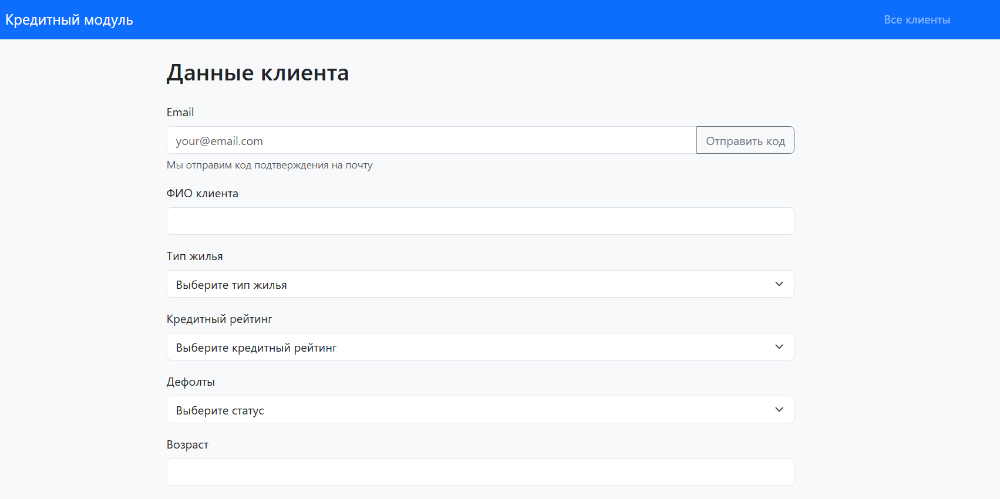 Кредитный модуль
Все клиенты
Данные клиента
Email
your@email.com
Отправить код
Мы отправим код подтверждения на почту
ФИО клиента
Тип жилья
Выберите тип жилья
Кредитный рейтинг
Выберите кредитный рейтинг
Дефолты
Выберите статус
Возраст